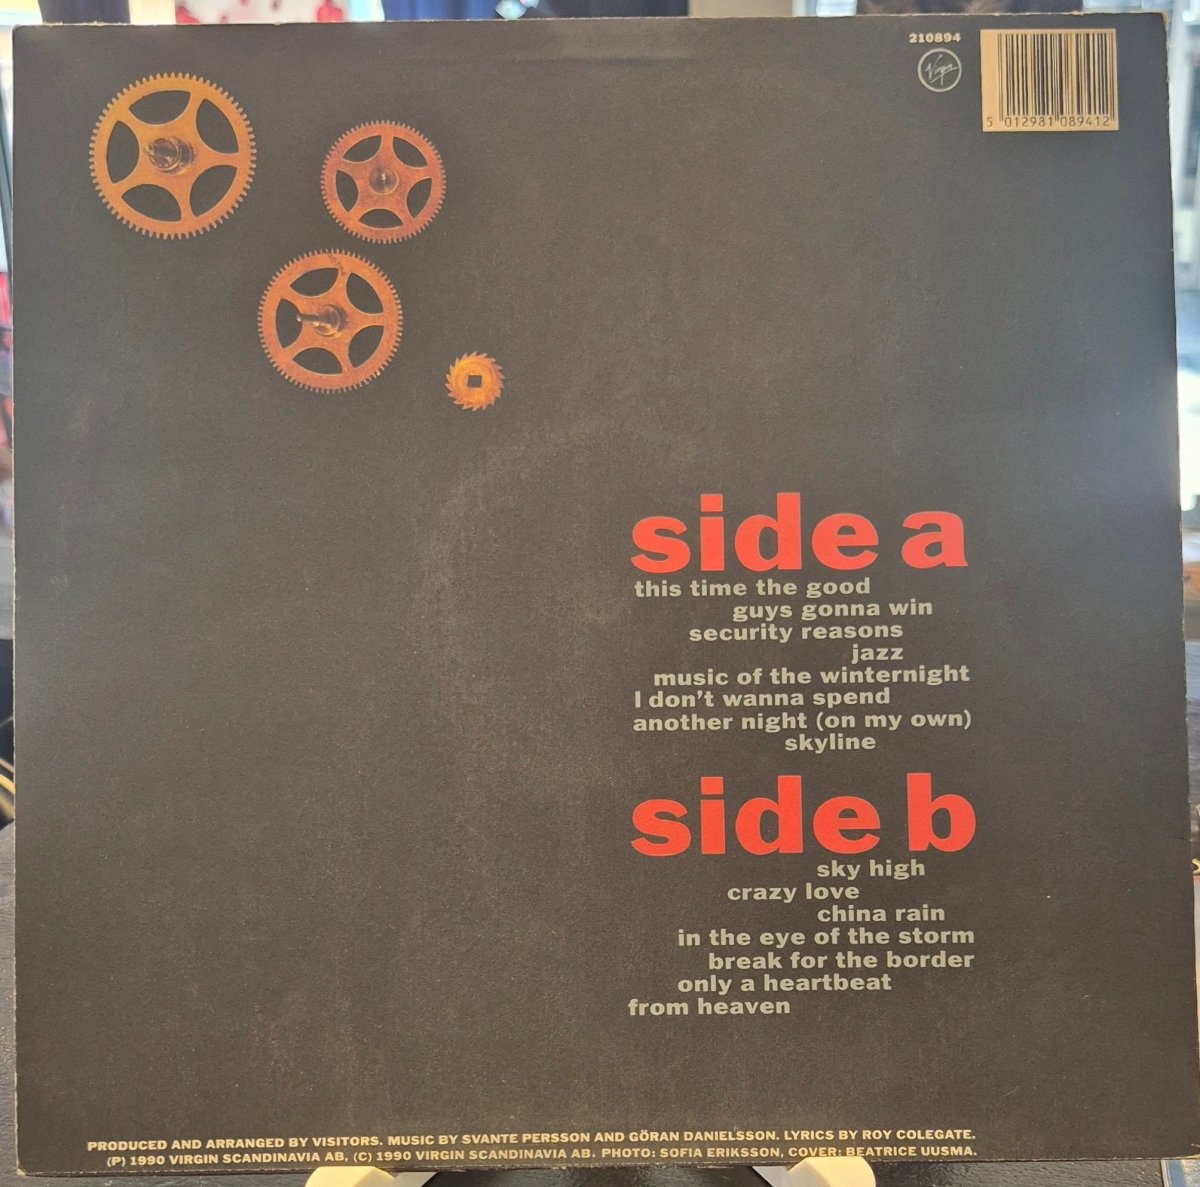 210894
Virgin
5 012981 089412
side a
this time the good
guys gonna win
security reasons
jazz
music of the winternight
I don't wanna spend
another night (on my own)
skyline
side b
sky high
crazy love
china rain
in the eye of the storm
break for the border
only a heartbeat
from heaven
PRODUCED AND ARRANGED BY VISITORS. MUSIC BY SVANTE PERSSON AND GÖRAN DANIELSSON. LYRICS BY ROY COLEGATE.
(P) 1990 VIRGIN SCANDINAVIA AB, (C) 1990 VIRGIN SCANDINAVIA AB. PHOTO: SOFIA ERIKSSON, COVER: BEATRICE UUSMA.